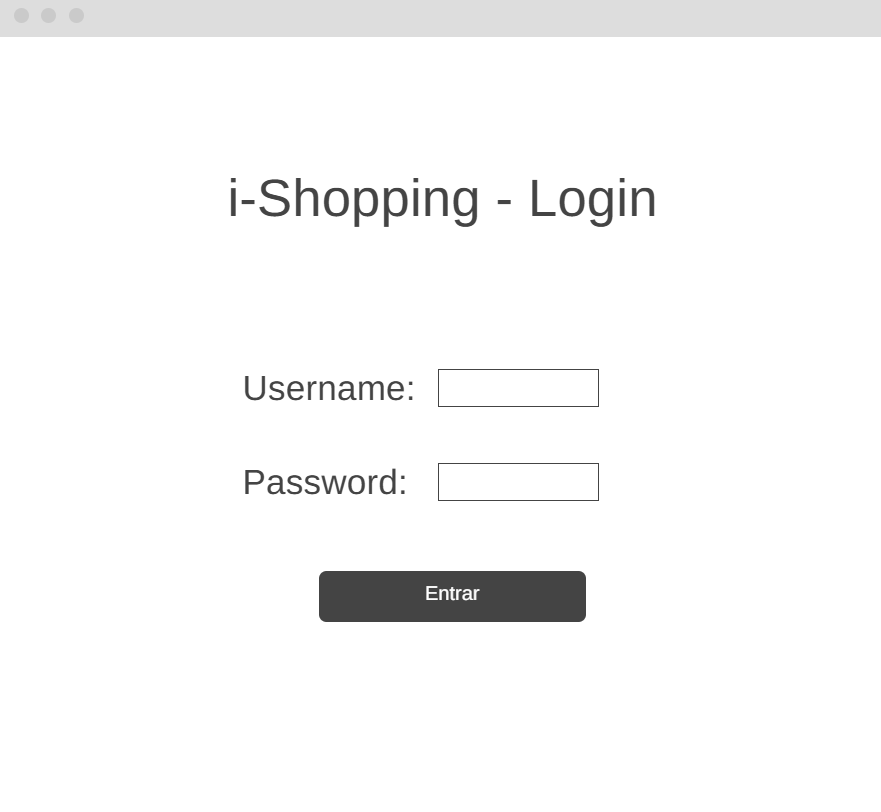 i-Shopping - Login
Username:
Password:
Entrar